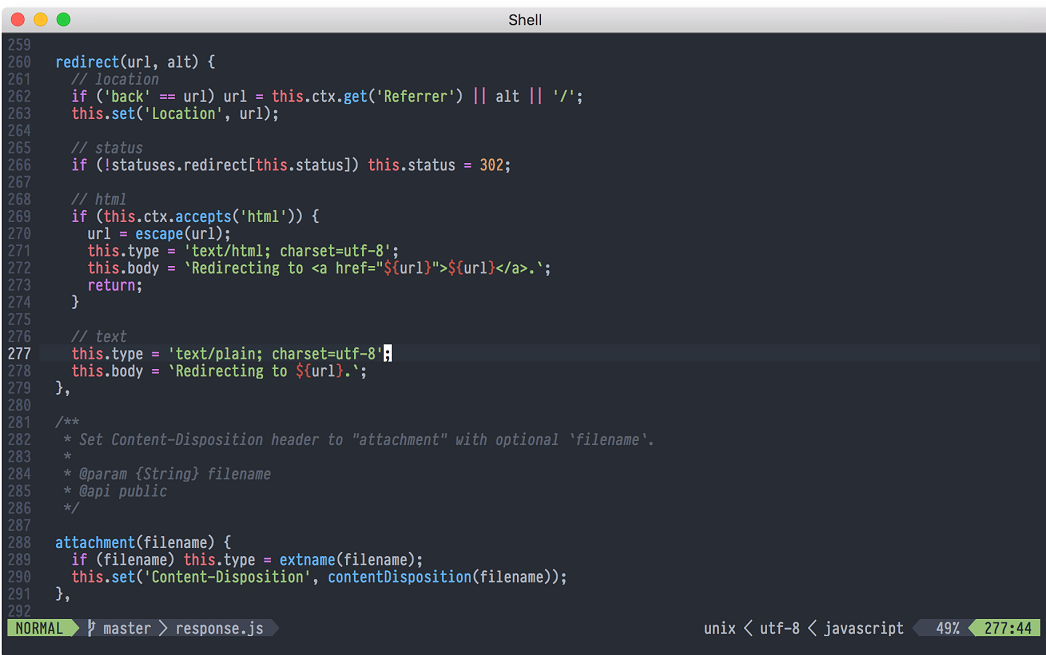 Shell
259
260 redirect(url, alt) {
261 // location
262 if ('back' == url) url = this.ctx.get('Referrer') || alt || '/';
263 this.set('Location', url);
264
265 // status
266 if (!statuses.redirect[this.status]) this.status = 302;
267
268 // html
269 if (this.ctx.accepts('html')) {
270 url = escape(url);
271 this.type = 'text/html; charset=utf-8';
272 this.body = `Redirecting to <a href="${url}">${url}</a>.`;
273 return;
274 }
275
276 // text
277 this.type = 'text/plain; charset=utf-8';
278 this.body = `Redirecting to ${url}.`;
279 },
280
281 /**
282 * Set Content-Disposition header to "attachment" with optional `filename`.
283 *
284 * @param {String} filename
285 * @api public
286 */
287
288 attachment(filename) {
289 if (filename) this.type = extname(filename);
290 this.set('Content-Disposition', contentDisposition(filename));
291 },
292
NORMAL master response.js unix utf-8 javascript 49% 277:44